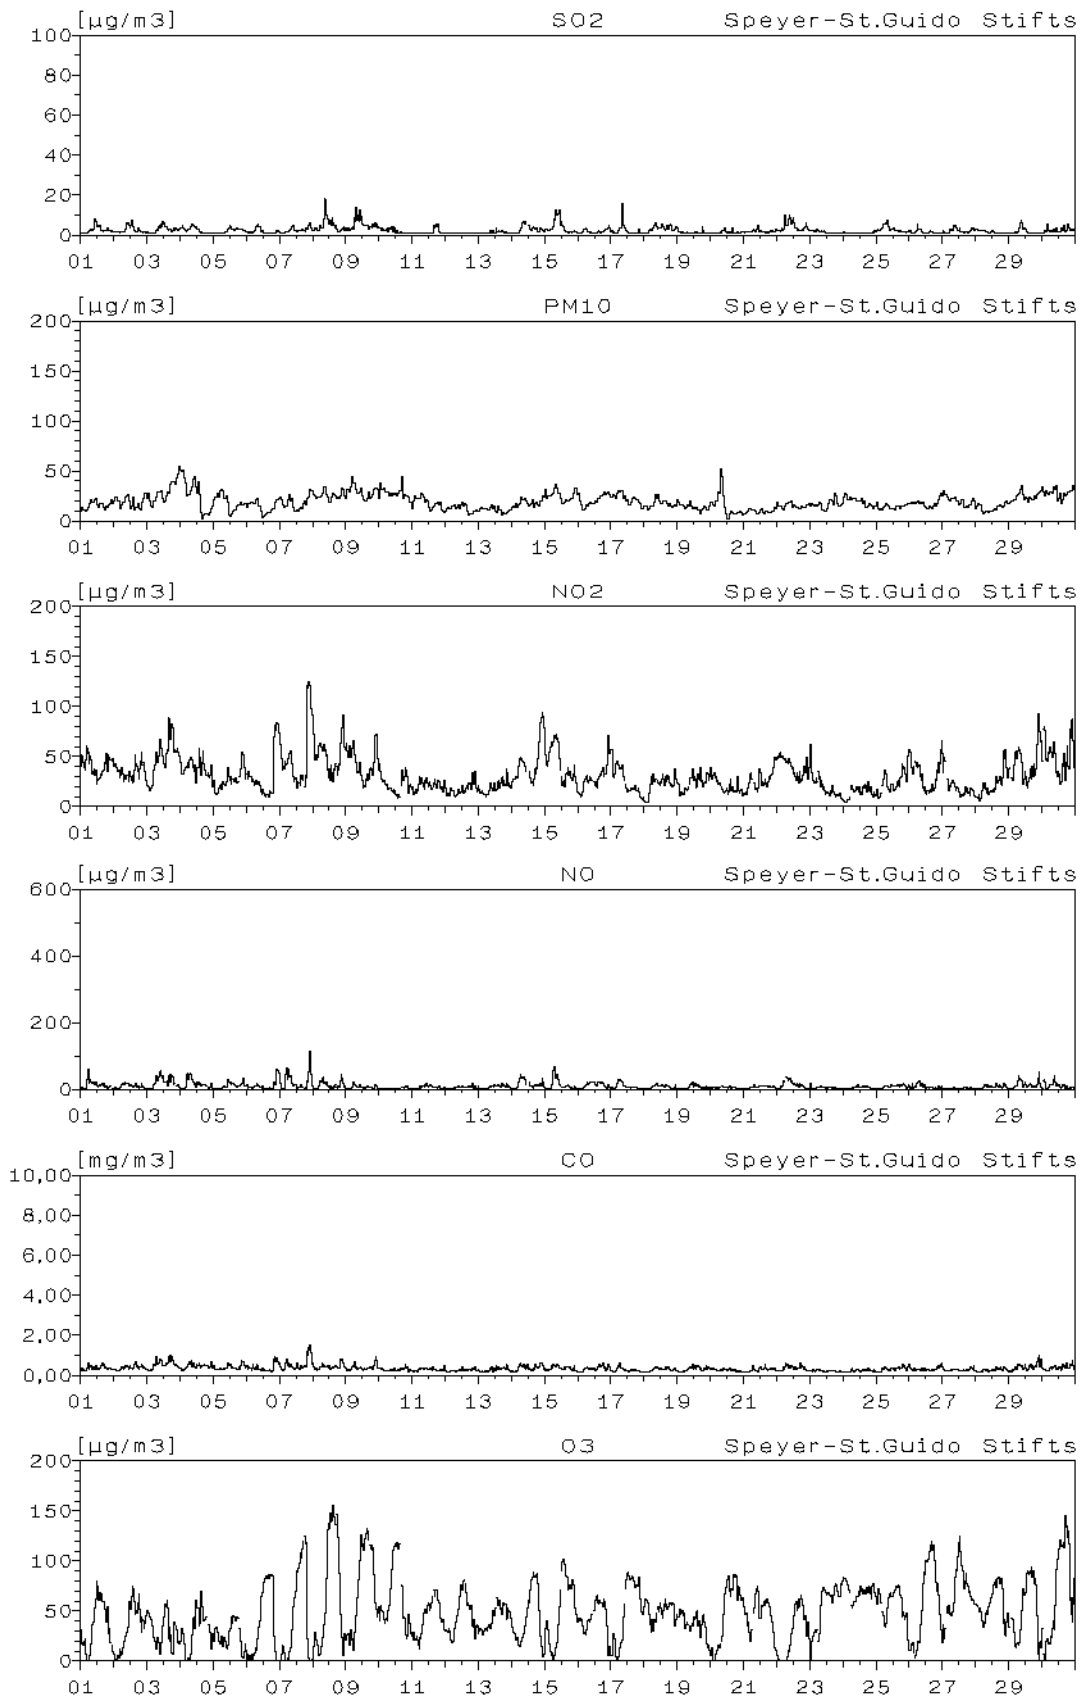 [µg/m3] SO2 Speyer-St.Guido Stifts
100
80
60
40
20
0
01 03 05 07 09 11 13 15 17 19 21 23 25 27 29
[µg/m3] PM10 Speyer-St.Guido Stifts
200
150
100
50
0
01 03 05 07 09 11 13 15 17 19 21 23 25 27 29
[µg/m3] NO2 Speyer-St.Guido Stifts
200
150
100
50
0
01 03 05 07 09 11 13 15 17 19 21 23 25 27 29
[µg/m3] NO Speyer-St.Guido Stifts
600
400
200
0
01 03 05 07 09 11 13 15 17 19 21 23 25 27 29
[mg/m3] CO Speyer-St.Guido Stifts
10,00
8,00
6,00
4,00
2,00
0,00
01 03 05 07 09 11 13 15 17 19 21 23 25 27 29
[µg/m3] O3 Speyer-St.Guido Stifts
200
150
100
50
0
01 03 05 07 09 11 13 15 17 19 21 23 25 27 29